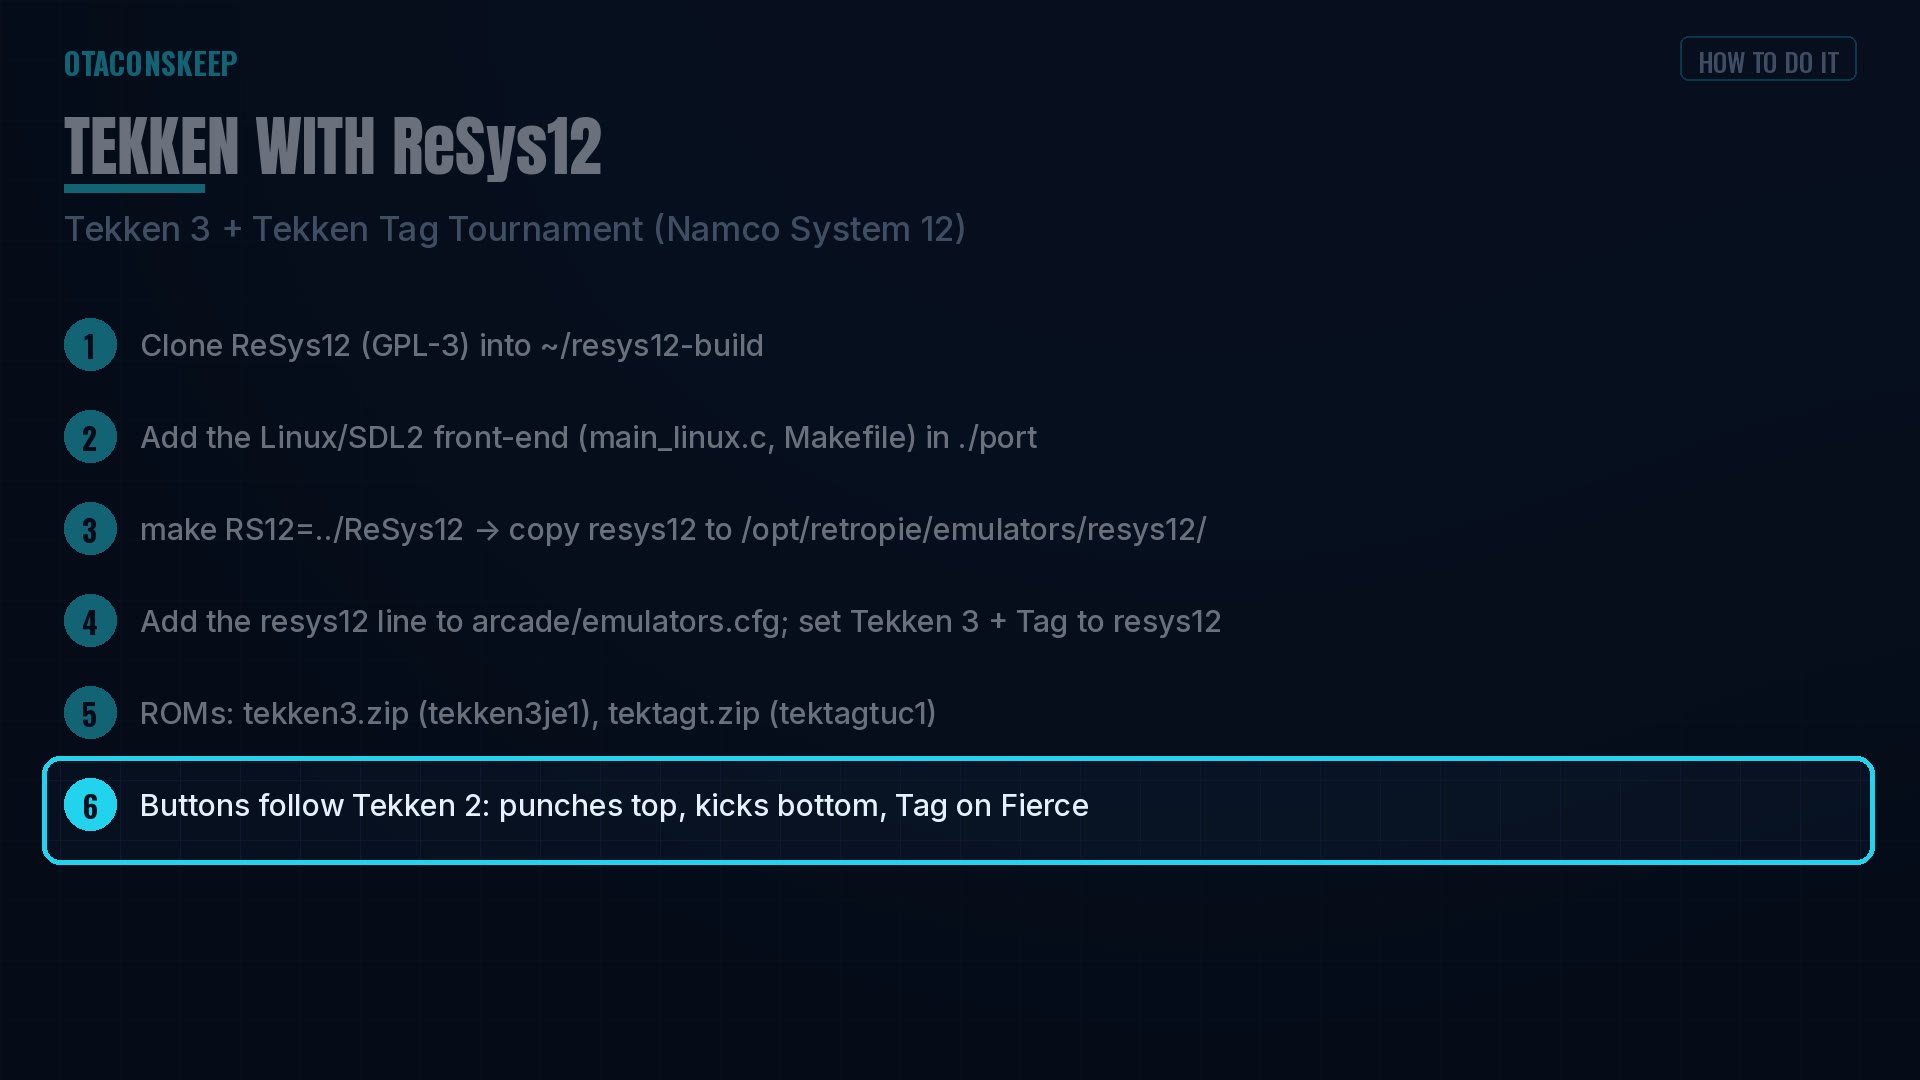 OTACONSKEEP
HOW TO DO IT
TEKKEN WITH ReSys12
Tekken 3 + Tekken Tag Tournament (Namco System 12)
1 Clone ReSys12 (GPL-3) into ~/resys12-build
2 Add the Linux/SDL2 front-end (main_linux.c, Makefile) in ./port
3 make RS12=../ReSys12 → copy resys12 to /opt/retropie/emulators/resys12/
4 Add the resys12 line to arcade/emulators.cfg; set Tekken 3 + Tag to resys12
5 ROMs: tekken3.zip (tekken3je1), tektagt.zip (tektagtuc1)
6 Buttons follow Tekken 2: punches top, kicks bottom, Tag on Fierce